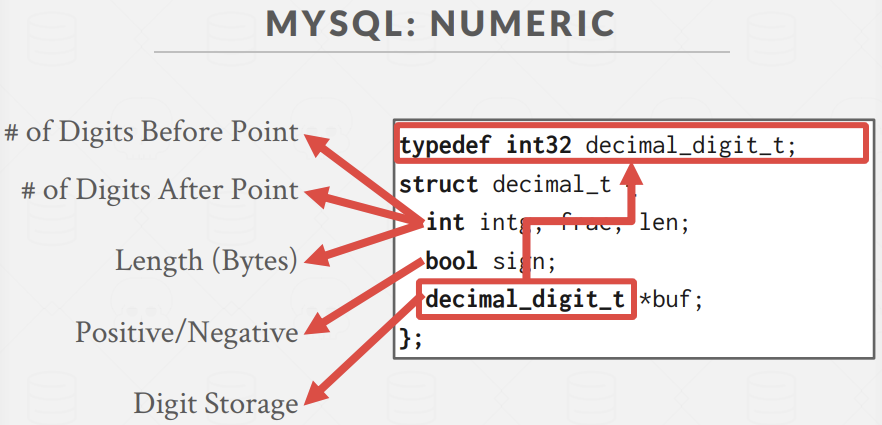 MYSQL: NUMERIC
# of Digits Before Point
# of Digits After Point
Length (Bytes)
Positive/Negative
Digit Storage
typedef int32 decimal_digit_t;
struct decimal_t {
int intg, frac, len;
bool sign;
decimal_digit_t *buf;
};